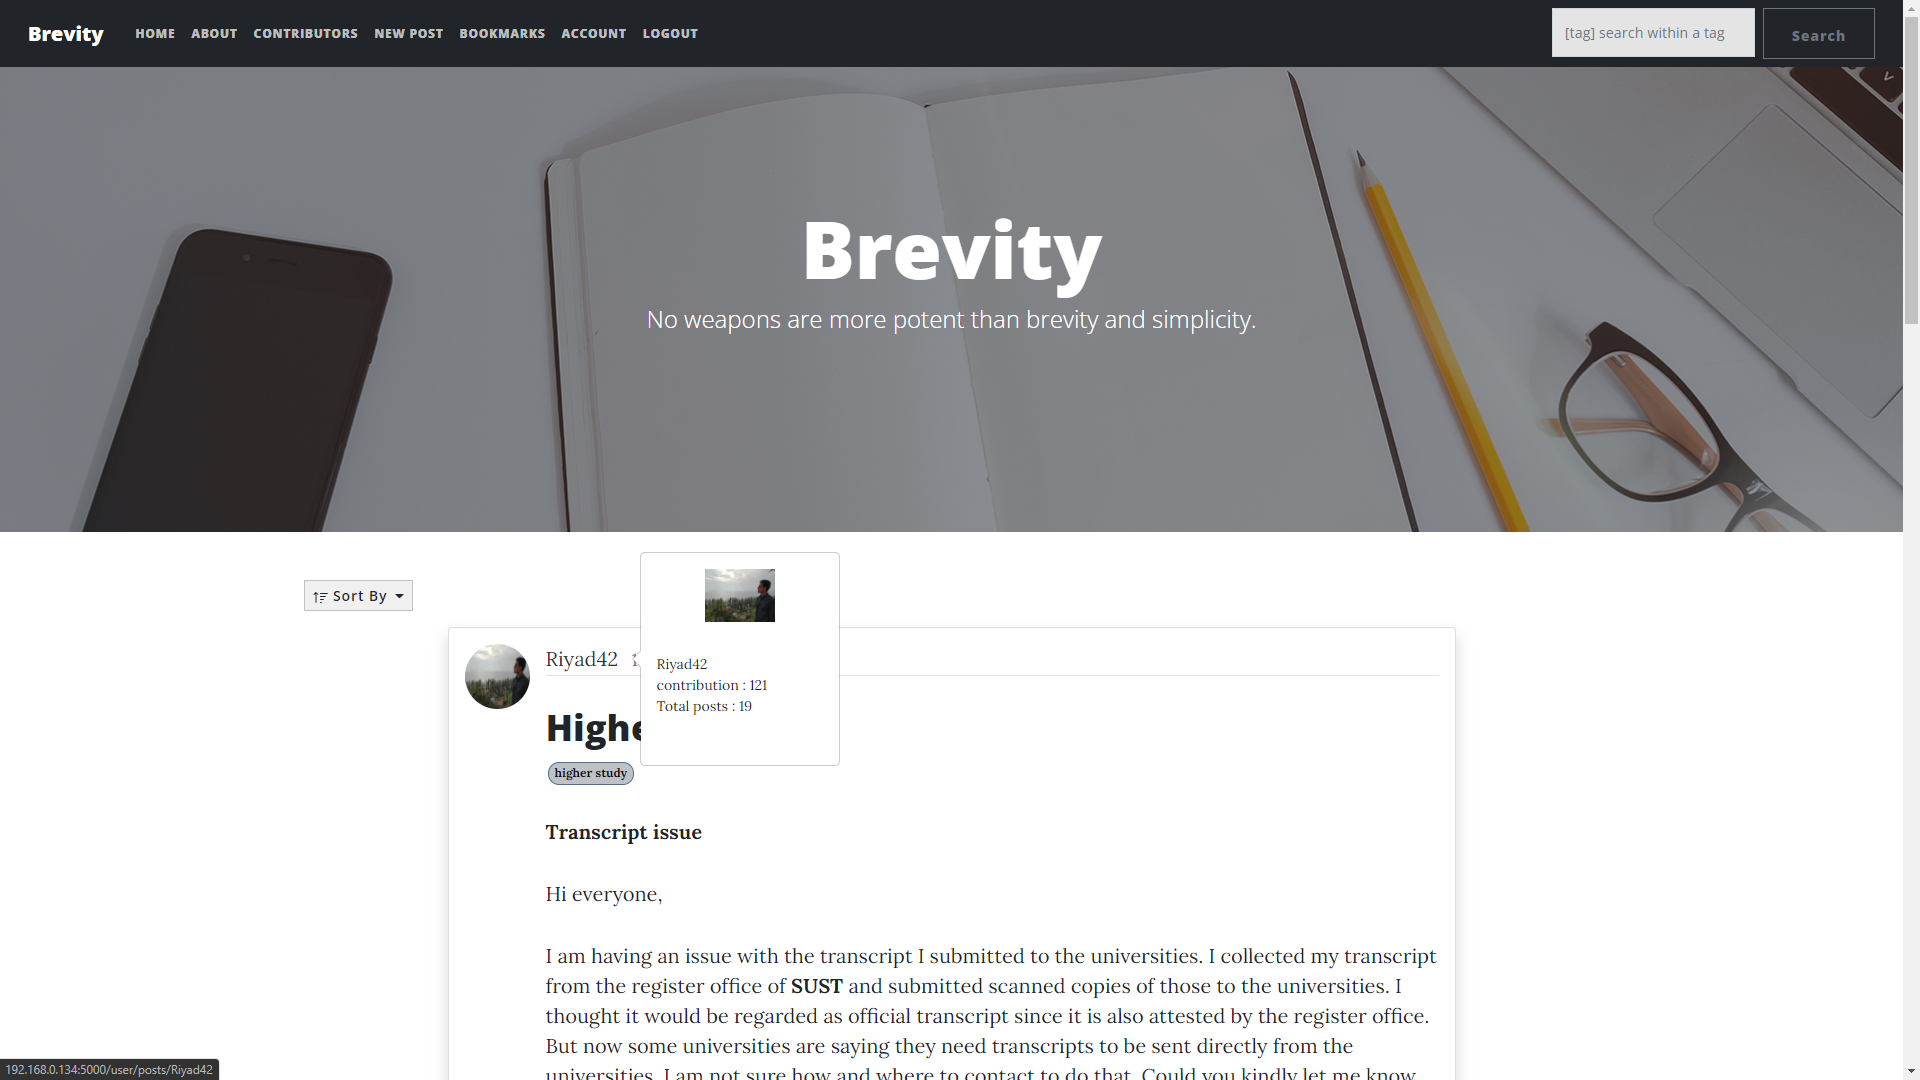 Brevity HOME ABOUT CONTRIBUTORS NEW POST BOOKMARKS ACCOUNT LOGOUT [tag] search within a tag Search
Brevity
No weapons are more potent than brevity and simplicity.
Sort By
Riyad42
Riyad42
contribution : 121
Total posts : 19
higher study
Transcript issue
Hi everyone,
I am having an issue with the transcript I submitted to the universities. I collected my transcript
from the register office of SUST and submitted scanned copies of those to the universities. I
thought it would be regarded as official transcript since it is also attested by the register office.
But now some universities are saying they need transcripts to be sent directly from the
universities. I am not sure how and where to contact to do that. Could you kindly let me know
192.168.0.134:5000/user/posts/Riyad42